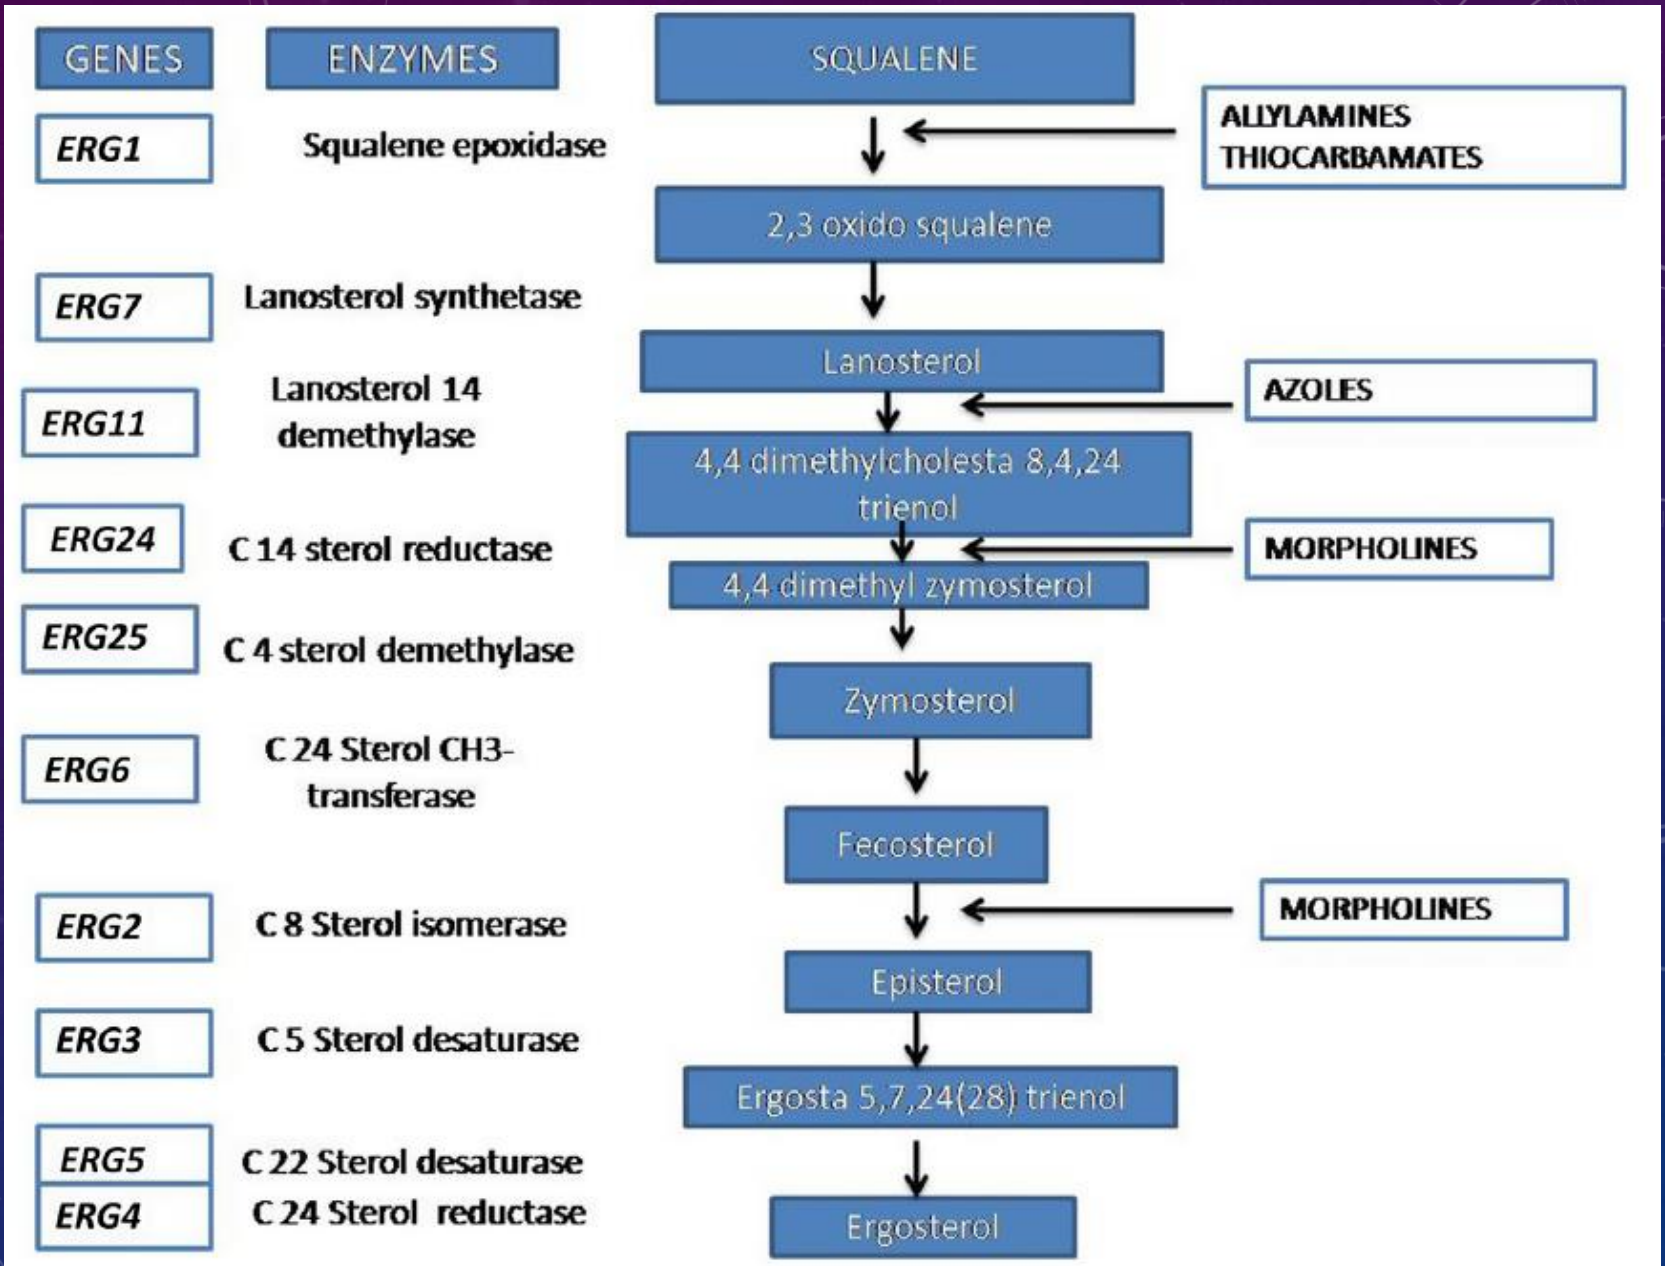 GENES
ENZYMES
SQUALENE
ALLYLAMINES
THIOCARBAMATES
ERG1
Squalene epoxidase
2,3 oxido squalene
ERG7
Lanosterol synthetase
Lanosterol
AZOLES
ERG11
Lanosterol 14
demethylase
4,4 dimethylcholesta 8,4,24
trienol
ERG24
C 14 sterol reductase
MORPHOLINES
4,4 dimethyl zymosterol
ERG25
C 4 sterol demethylase
Zymosterol
ERG6
C 24 Sterol CH3-
transferase
Fecosterol
MORPHOLINES
ERG2
C 8 Sterol isomerase
Episterol
ERG3
C 5 Sterol desaturase
Ergosta 5,7,24(28) trienol
ERG5
C 22 Sterol desaturase
ERG4
C 24 Sterol reductase
Ergosterol